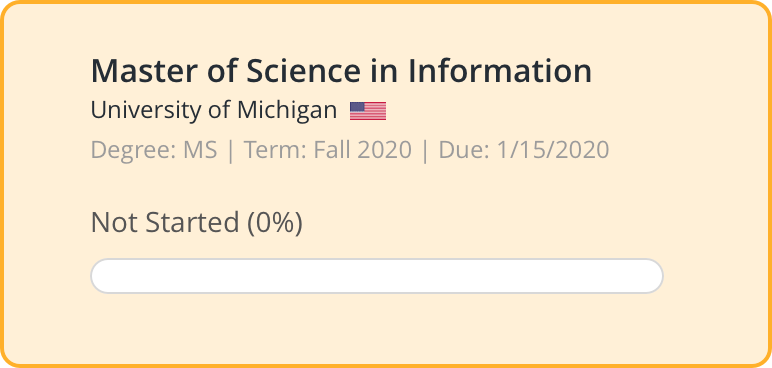 Master of Science in Information
University of Michigan
Degree: MS | Term: Fall 2020 | Due: 1/15/2020
Not Started (0%)